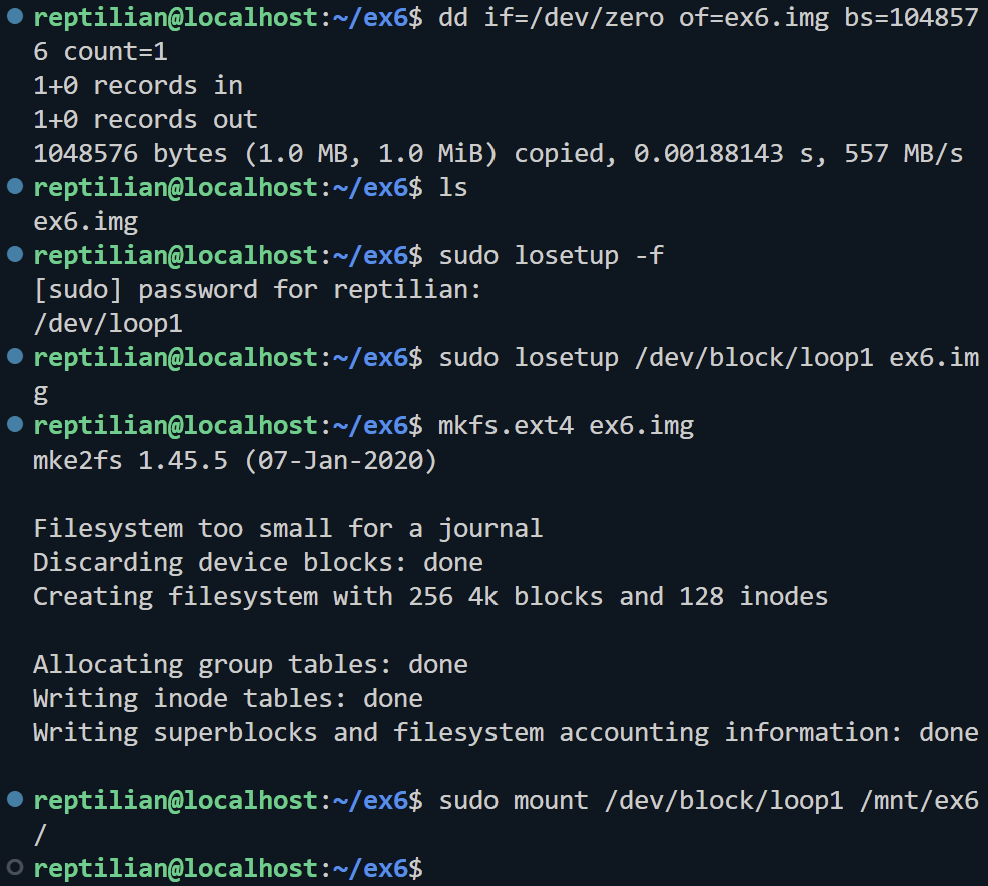 reptilian@localhost:~/ex6$ dd if=/dev/zero of=ex6.img bs=104857
6 count=1
1+0 records in
1+0 records out
1048576 bytes (1.0 MB, 1.0 MiB) copied, 0.00188143 s, 557 MB/s
reptilian@localhost:~/ex6$ ls
ex6.img
reptilian@localhost:~/ex6$ sudo losetup -f
[sudo] password for reptilian:
/dev/loop1
reptilian@localhost:~/ex6$ sudo losetup /dev/block/loop1 ex6.im
g
reptilian@localhost:~/ex6$ mkfs.ext4 ex6.img
mke2fs 1.45.5 (07-Jan-2020)

Filesystem too small for a journal
Discarding device blocks: done
Creating filesystem with 256 4k blocks and 128 inodes

Allocating group tables: done
Writing inode tables: done
Writing superblocks and filesystem accounting information: done

reptilian@localhost:~/ex6$ sudo mount /dev/block/loop1 /mnt/ex6
/
reptilian@localhost:~/ex6$